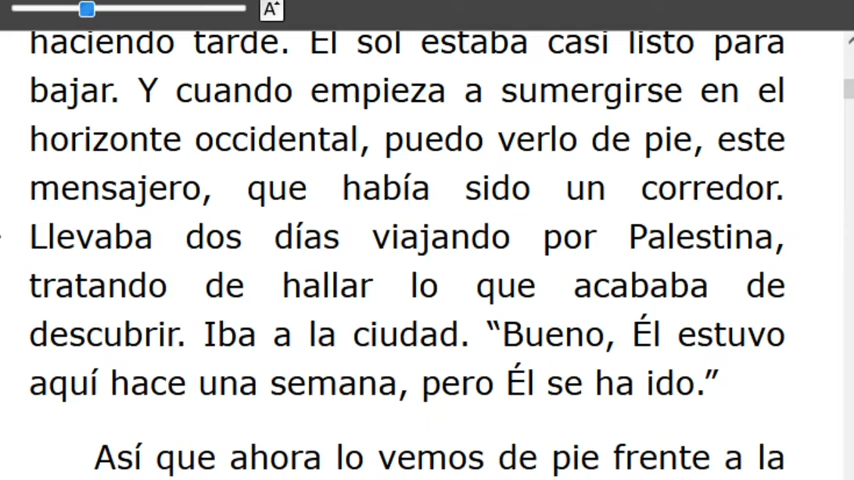 A
haciendo tarde. El sol estaba casi listo para
bajar. Y cuando empieza a sumergirse en el
horizonte occidental, puedo verlo de pie, este
mensajero, que había sido un corredor.
Llevaba dos días viajando por Palestina,
tratando de hallar lo que acababa de
descubrir. Iba a la ciudad. “Bueno, Él estuvo
aquí hace una semana, pero Él se ha ido.”
Así que ahora lo vemos de pie frente a la